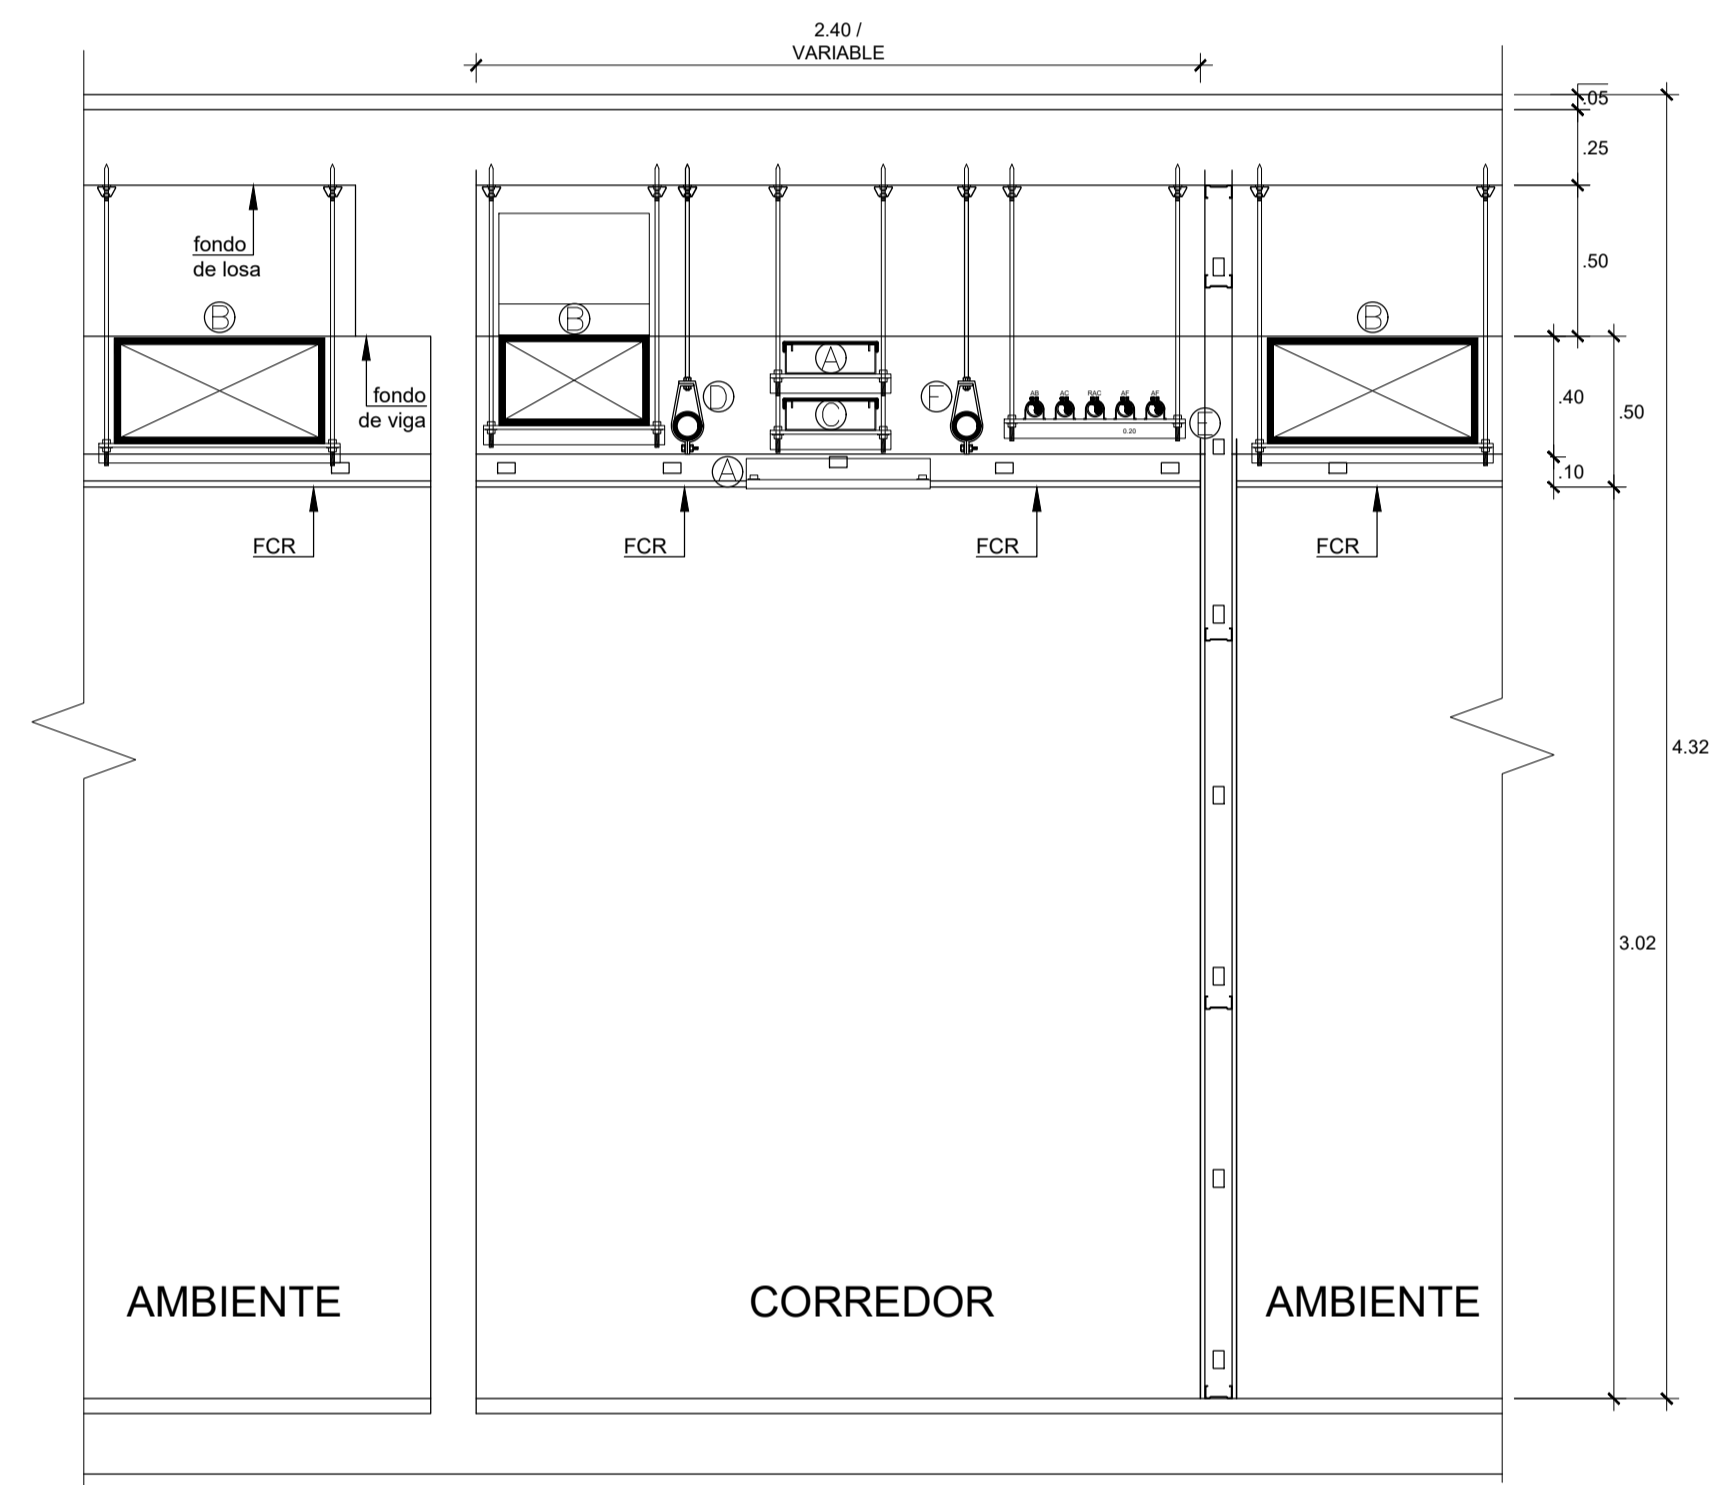 2.40 /
VARIABLE
.05
.25
fondo
de losa
.50
B
B
B
A
D
E
fondo
de viga
.40
.50
C
AB AC RAC AF AF
0.20
F
A
.10
FCR
FCR
FCR
FCR
4.32
3.02
AMBIENTE
CORREDOR
AMBIENTE